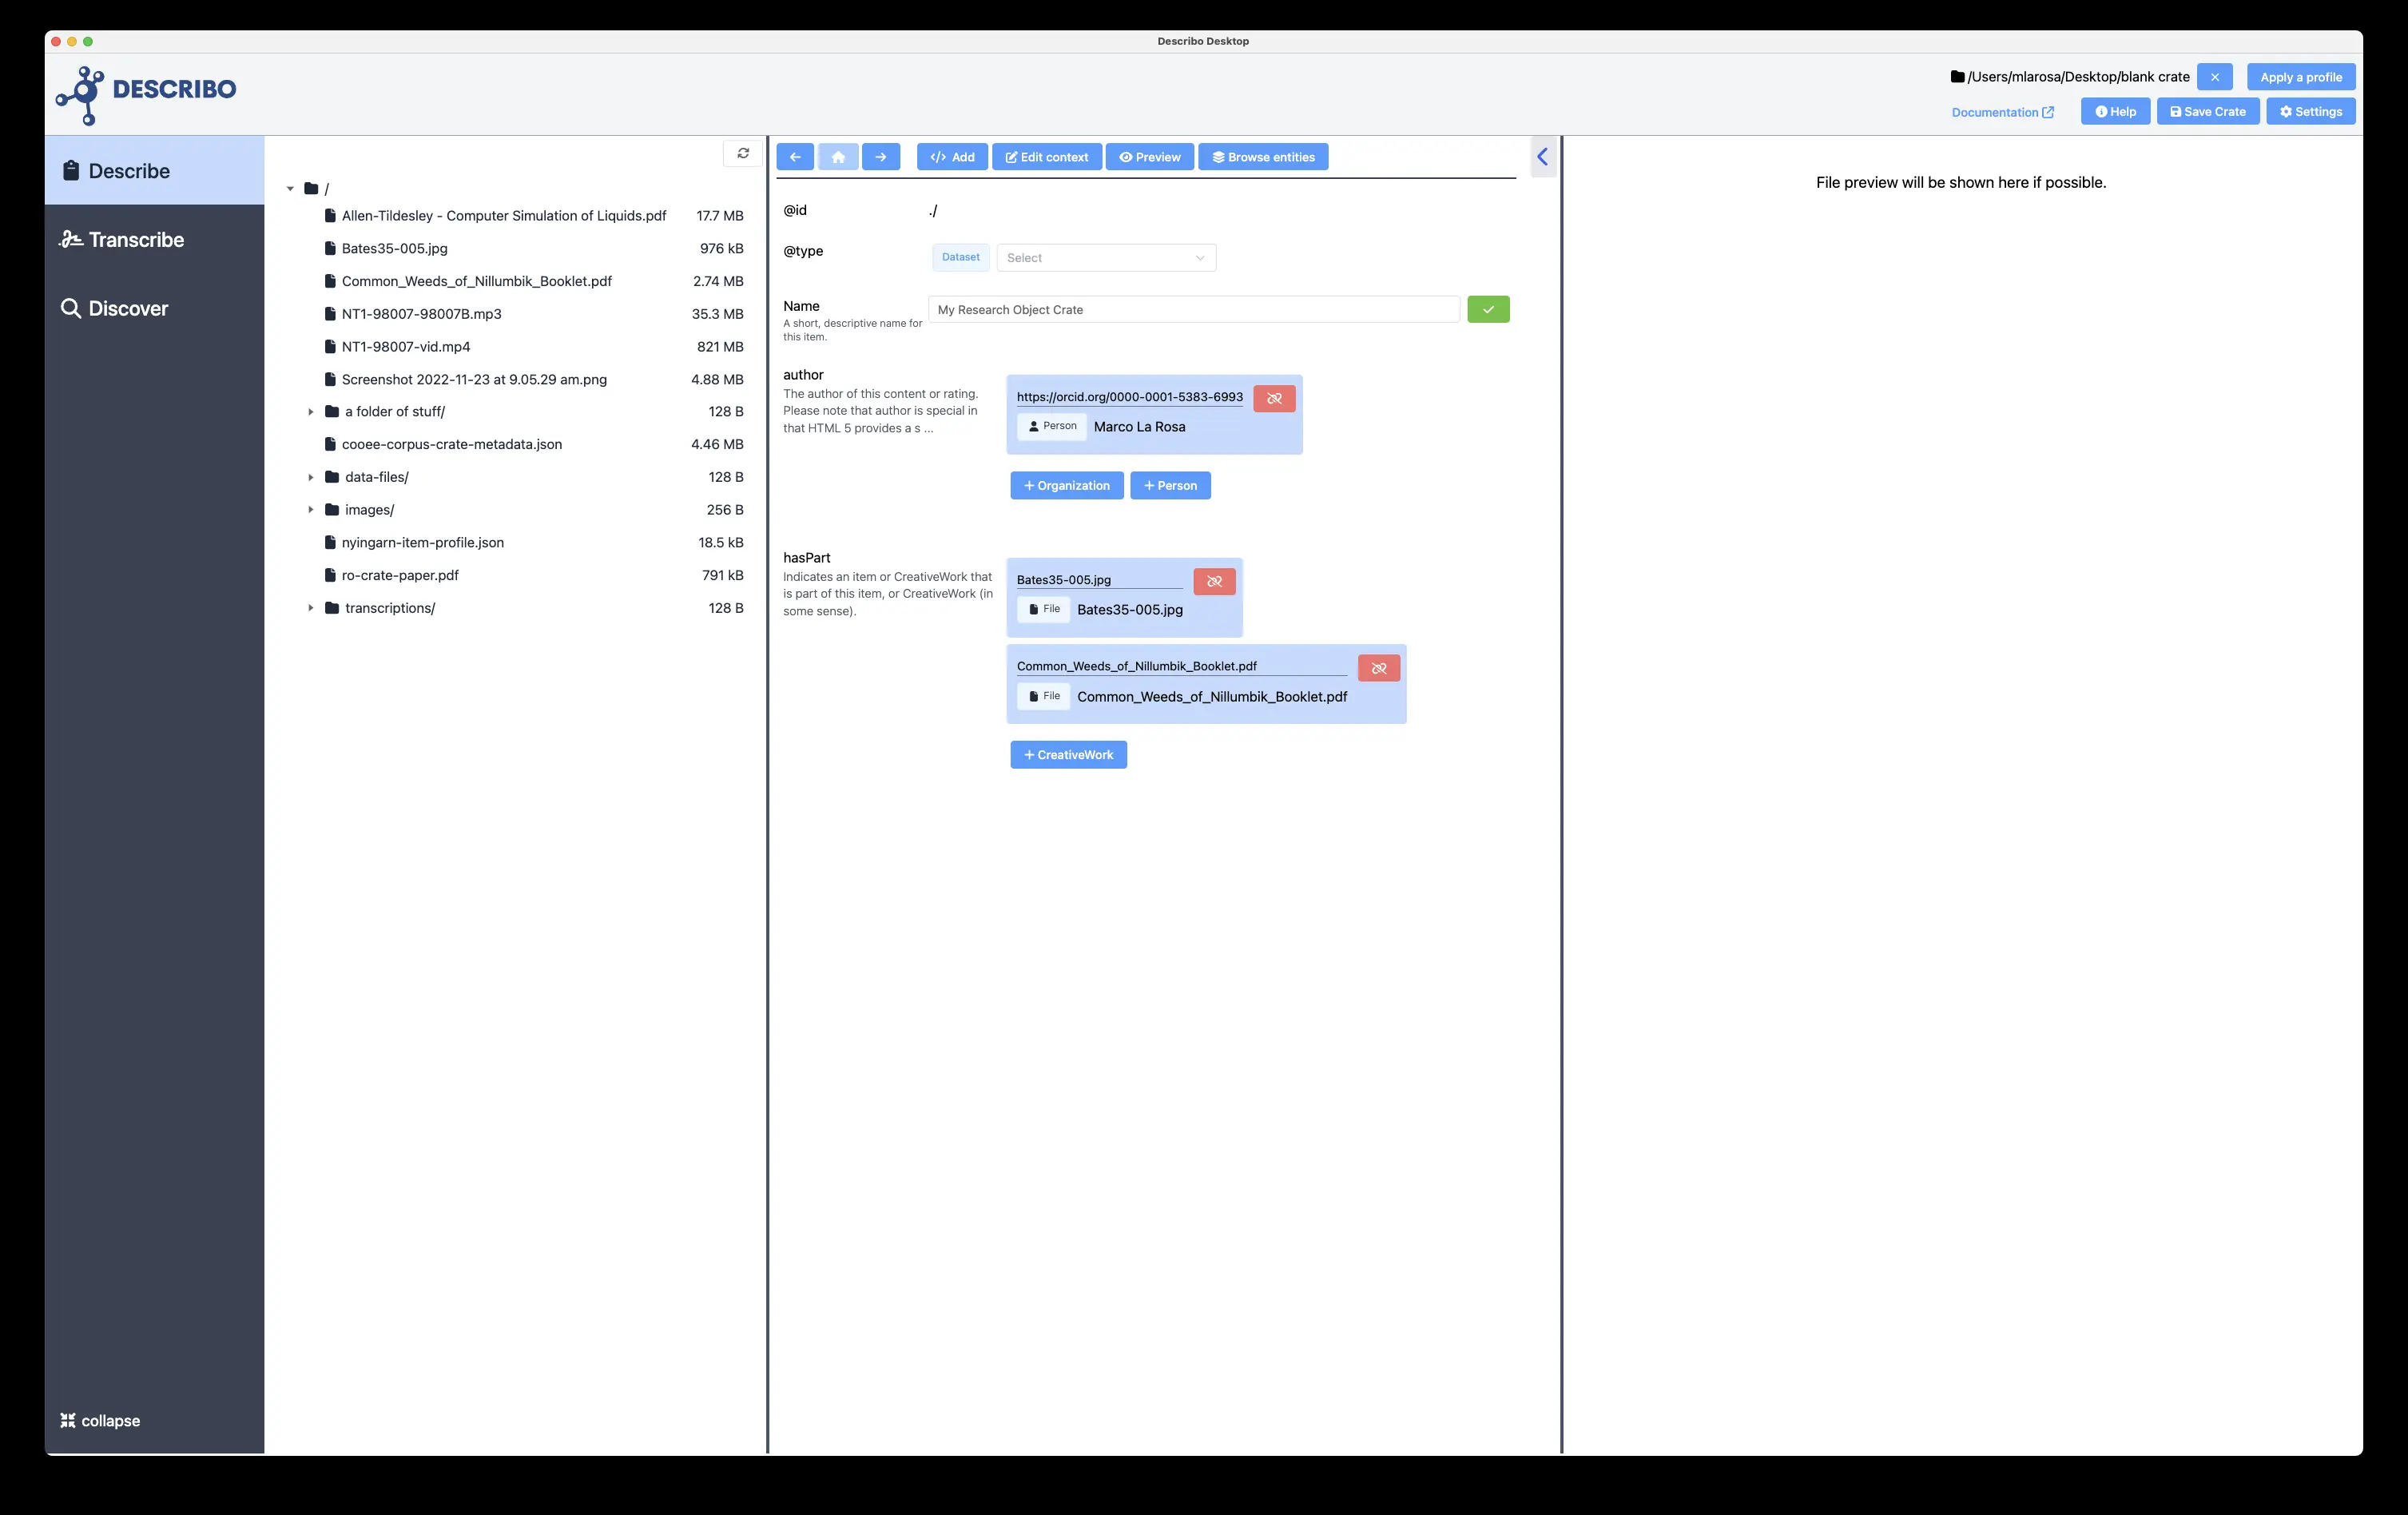 Describo Desktop
DESCRIBO
/Users/mlarosa/Desktop/blank crate
Apply a profile
Documentation
Help
Save Crate
Settings
Describe
Transcribe
Discover
collapse
/
Allen-Tildesley - Computer Simulation of Liquids.pdf 17.7 MB
Bates35-005.jpg 976 kB
Common_Weeds_of_Nillumbik_Booklet.pdf 2.74 MB
NT1-98007-98007B.mp3 35.3 MB
NT1-98007-vid.mp4 821 MB
Screenshot 2022-11-23 at 9.05.29 am.png 4.88 MB
a folder of stuff/ 128 B
cooee-corpus-crate-metadata.json 4.46 MB
data-files/ 128 B
images/ 256 B
nyingarn-item-profile.json 18.5 kB
ro-crate-paper.pdf 791 kB
transcriptions/ 128 B
</> Add
Edit context
Preview
Browse entities
@id ./
@type Dataset Select
Name
A short, descriptive name for
this item.
My Research Object Crate
author
The author of this content or rating.
Please note that author is special in
that HTML 5 provides a s ...
https://orcid.org/0000-0001-5383-6993
Person Marco La Rosa
+ Organization
+ Person
hasPart
Indicates an item or CreativeWork that
is part of this item, or CreativeWork (in
some sense).
Bates35-005.jpg
File Bates35-005.jpg
Common_Weeds_of_Nillumbik_Booklet.pdf
File Common_Weeds_of_Nillumbik_Booklet.pdf
+ CreativeWork
File preview will be shown here if possible.